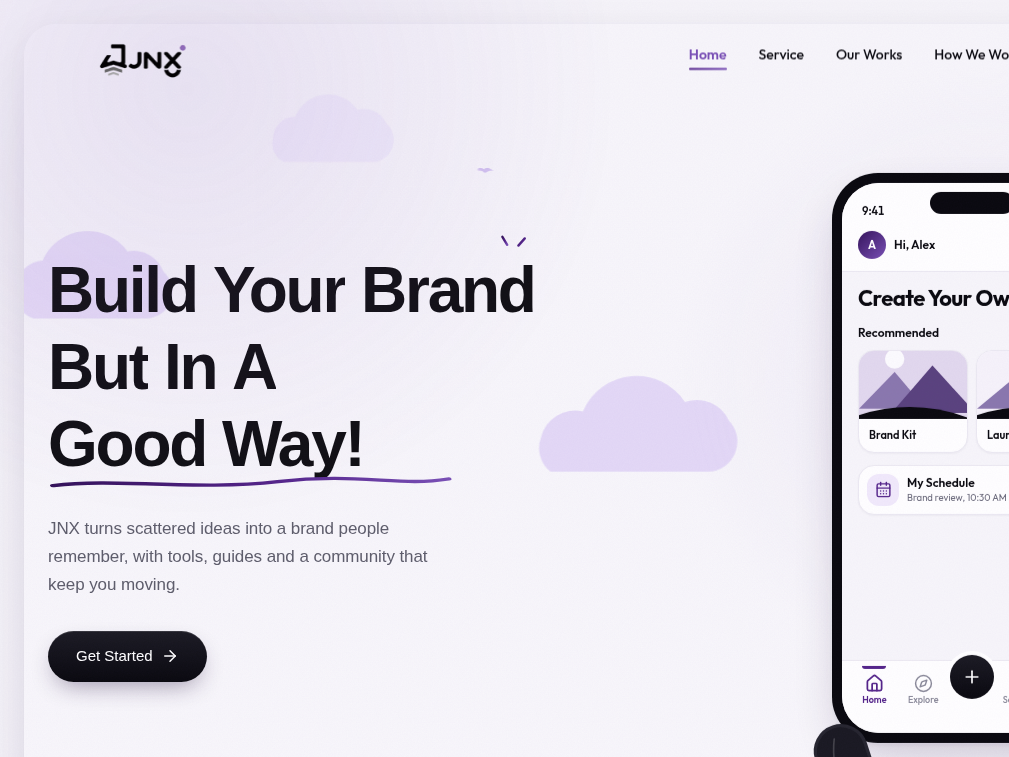 JNX
Home Service Our Works How We Wo
Build Your Brand
But In A
Good Way!
JNX turns scattered ideas into a brand people
remember, with tools, guides and a community that
keep you moving.
Get Started
9:41
A Hi, Alex
Create Your Ow
Recommended
Brand Kit Laun
My Schedule
Brand review, 10:30 AM
Home Explore